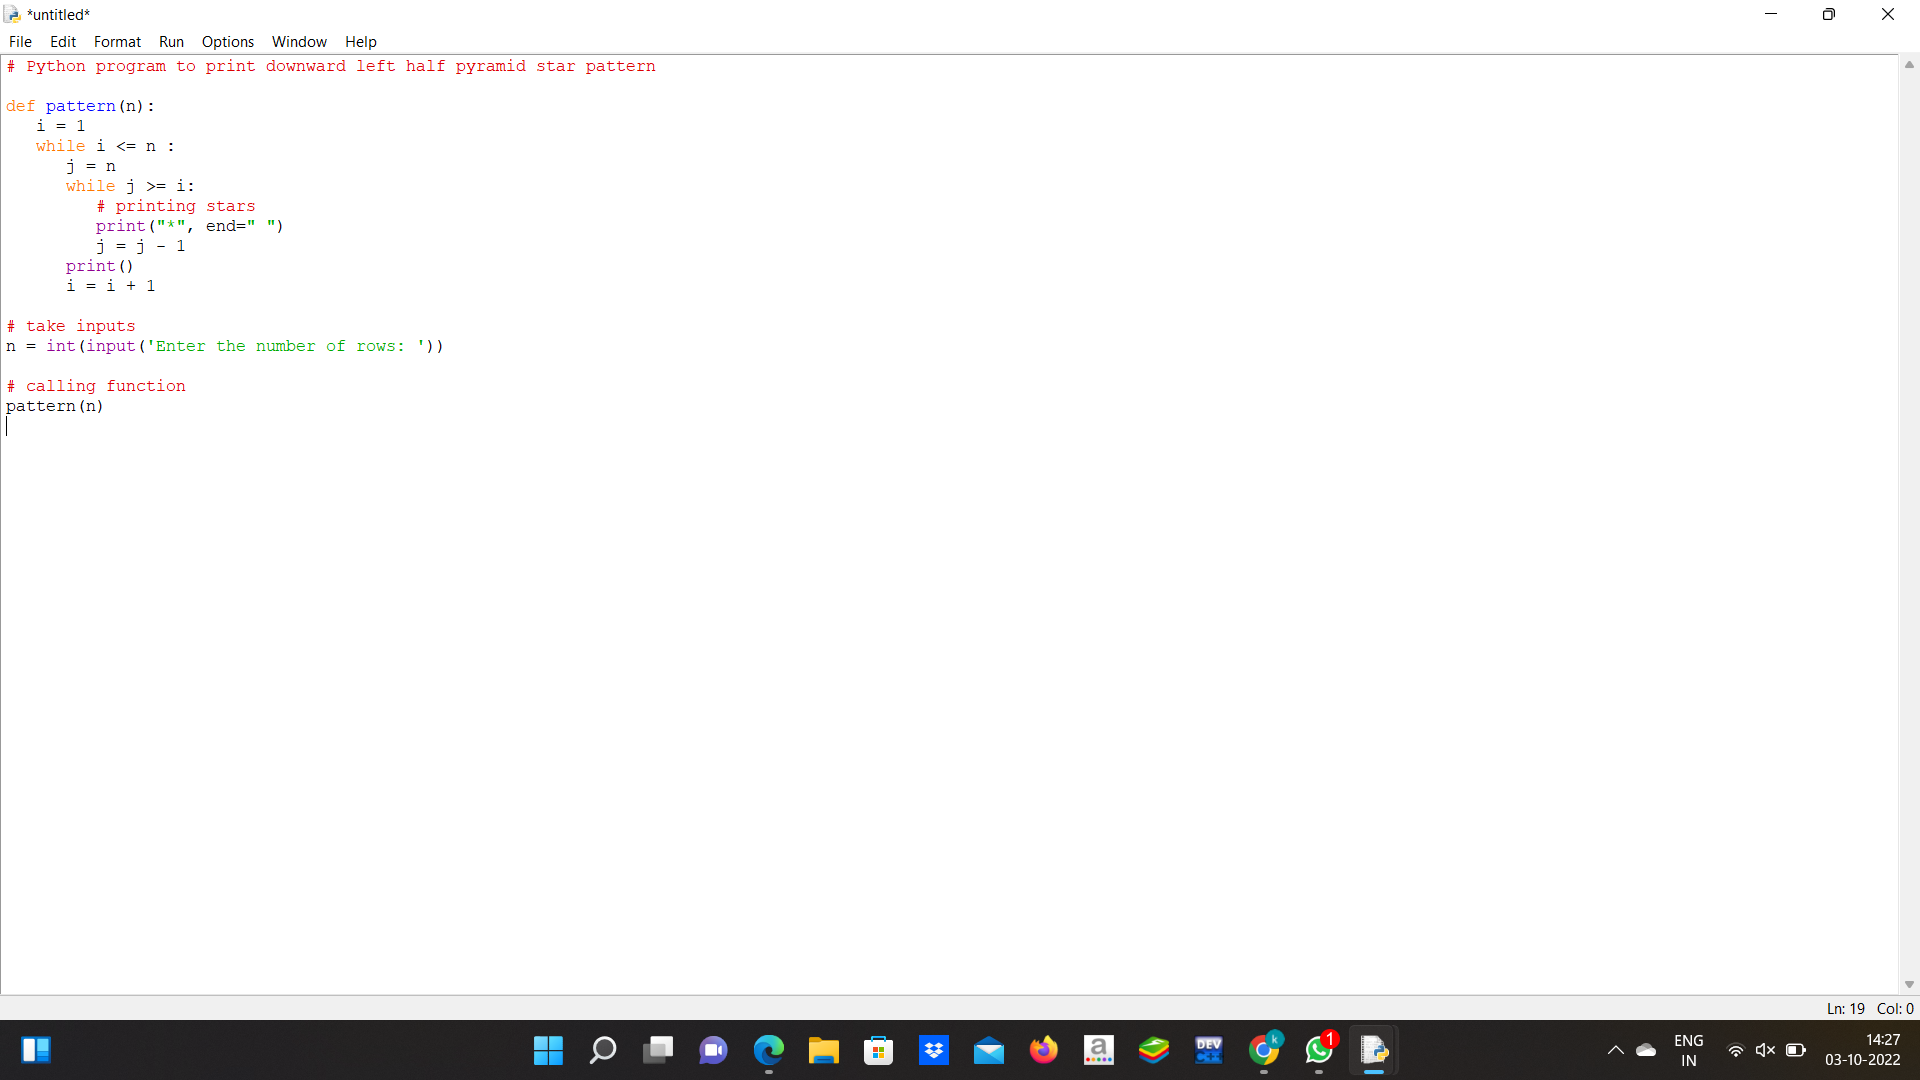 *untitled*
File Edit Format Run Options Window Help
# Python program to print downward left half pyramid star pattern
def pattern(n):
   i = 1
   while i <= n :
      j = n
      while j >= i:
         # printing stars
         print("*", end=" ")
         j = j - 1
      print()
      i = i + 1
# take inputs
n = int(input('Enter the number of rows: '))
# calling function
pattern(n)
Ln: 19 Col: 0
a
DEV
C++
k
1
ENG
IN
14:27
03-10-2022